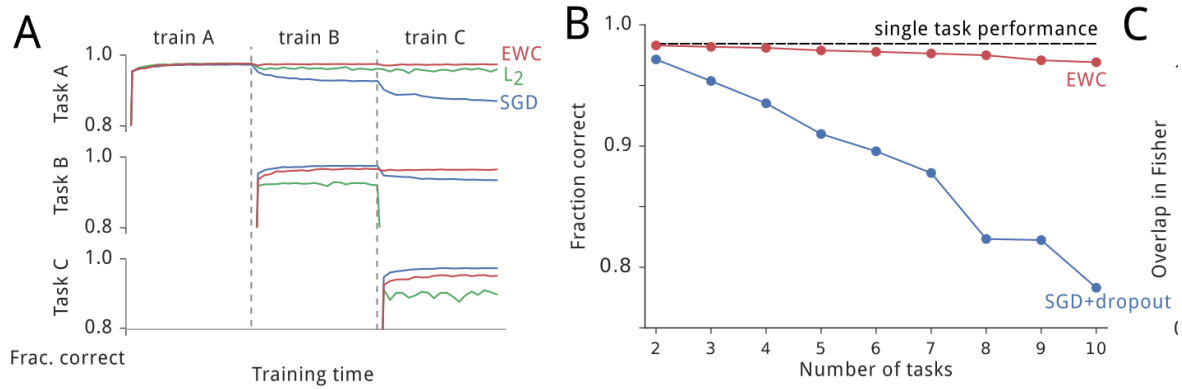 A
train A
train B
train C
Task A
1.0
0.8
EWC
L2
SGD
Task B
1.0
0.8
Task C
1.0
0.8
Frac. correct
Training time
B
single task performance
Fraction correct
1.0
0.9
0.8
EWC
SGD+dropout
2 3 4 5 6 7 8 9 10
Number of tasks
C
Overlap in Fisher